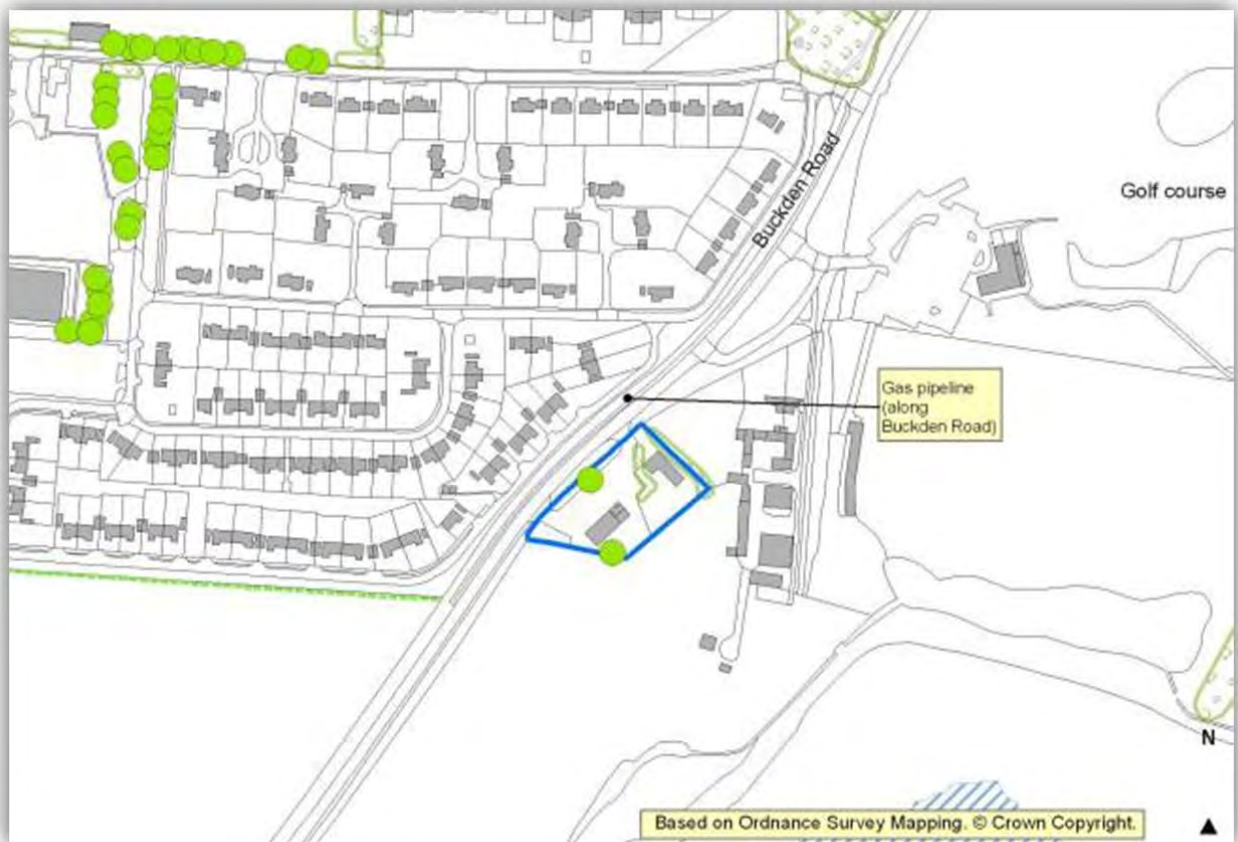 Buckden Road
Golf course
Gas pipeline
(along
Buckden Road)
N
Based on Ordnance Survey Mapping. © Crown Copyright.